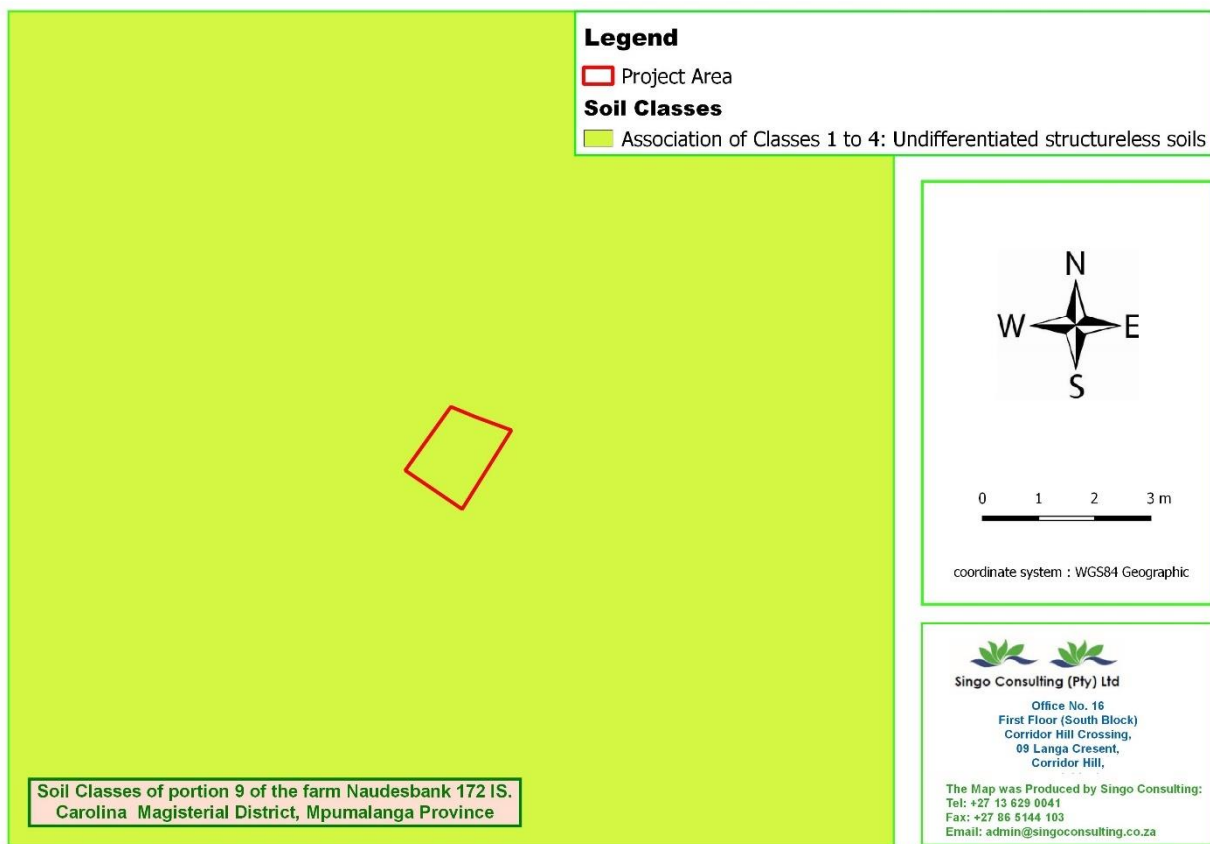 Legend
Project Area
Soil Classes
Association of Classes 1 to 4: Undifferentiated structureless soils
N
W E
S
0 1 2 3 m
coordinate system : WGS84 Geographic
Singo Consulting (Pty) Ltd
Office No. 16
First Floor (South Block)
Corridor Hill Crossing,
09 Langa Cresent,
Corridor Hill,
The Map was Produced by Singo Consulting:
Tel: +27 13 629 0041
Fax: +27 86 5144 103
Email: admin@singoconsulting.co.za
Soil Classes of portion 9 of the farm Naudesbank 172 IS.
Carolina Magisterial District, Mpumalanga Province